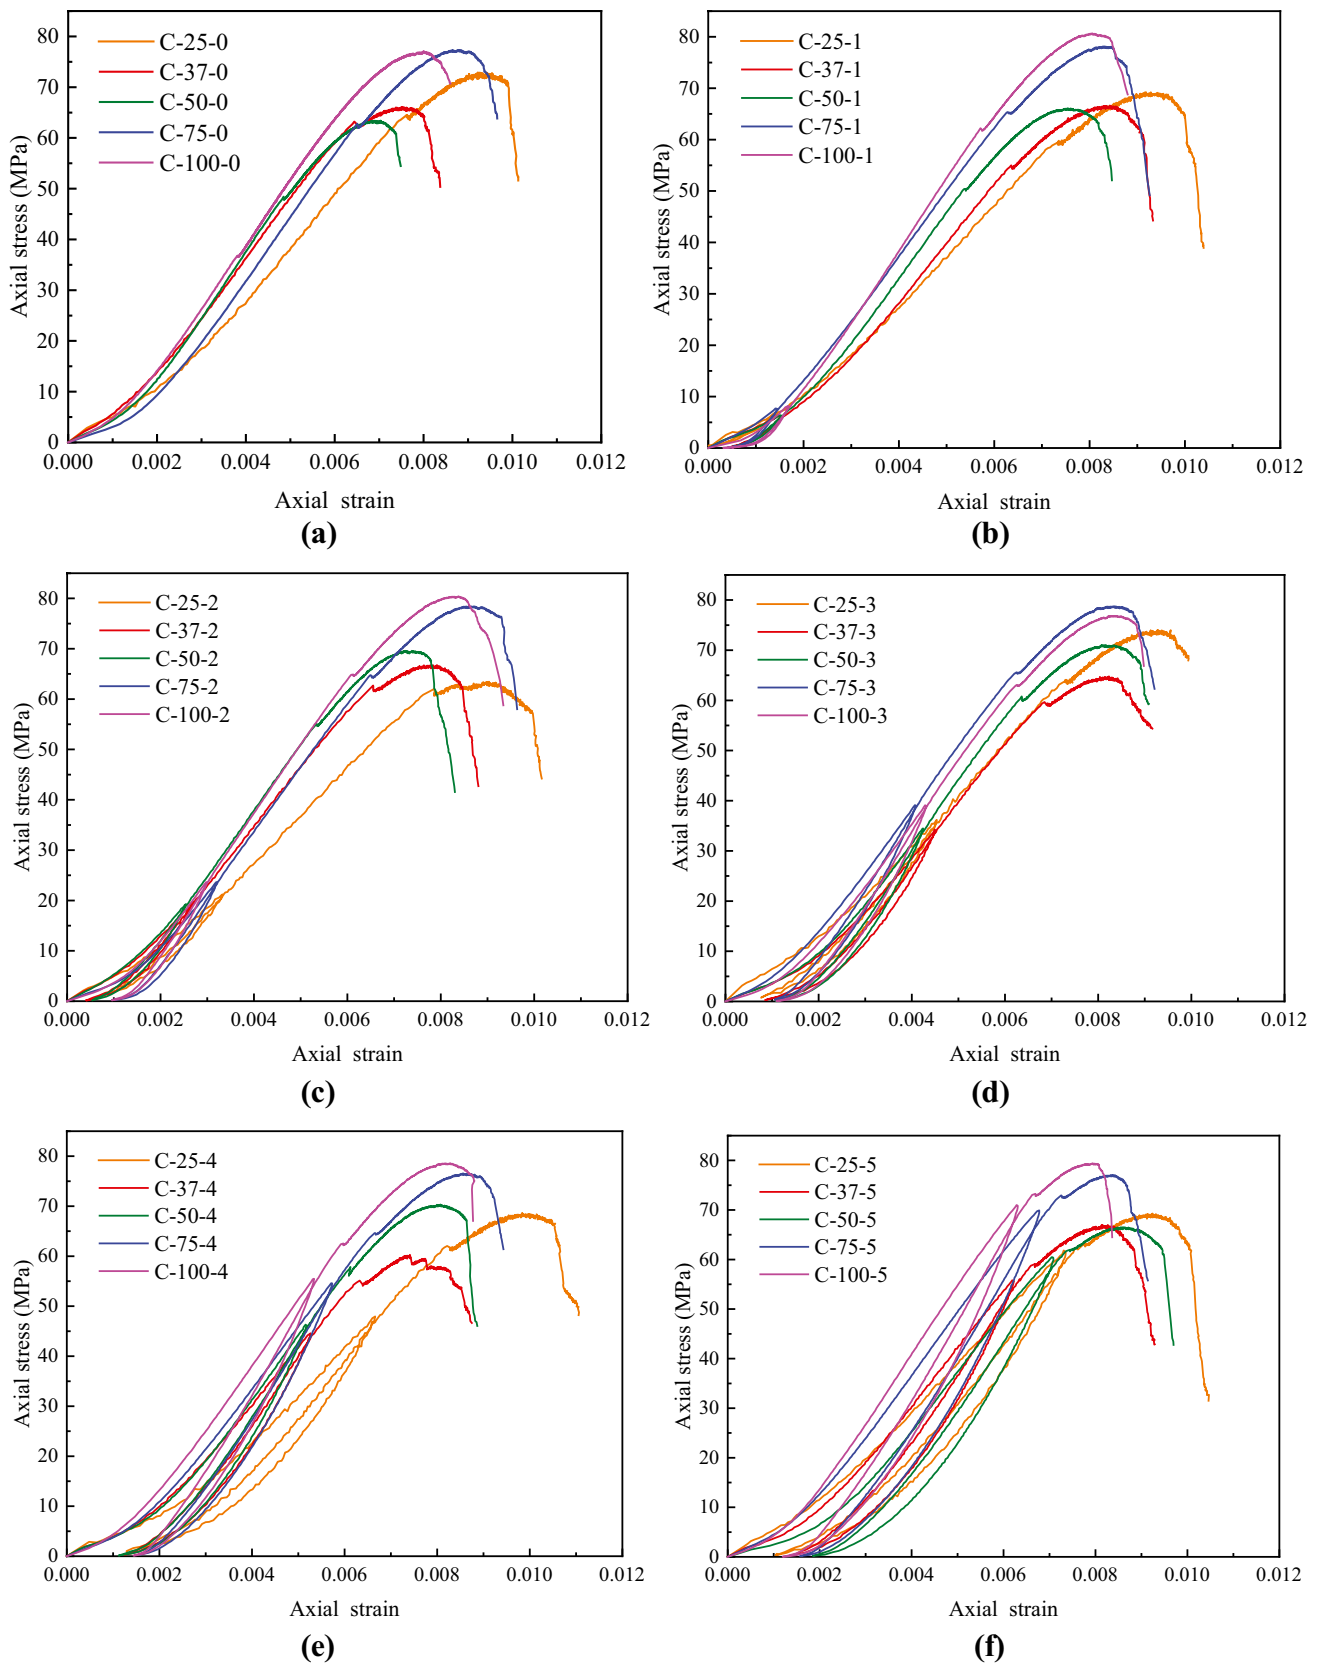 80
70
60
50
40
30
20
10
0
Axial stress (MPa)
C-25-0
C-37-0
C-50-0
C-75-0
C-100-0
0.000 0.002 0.004 0.006 0.008 0.010 0.012
Axial strain
(a)
80
70
60
50
40
30
20
10
0
Axial stress (MPa)
C-25-1
C-37-1
C-50-1
C-75-1
C-100-1
0.000 0.002 0.004 0.006 0.008 0.010 0.012
Axial strain
(b)
80
70
60
50
40
30
20
10
0
Axial stress (MPa)
C-25-2
C-37-2
C-50-2
C-75-2
C-100-2
0.000 0.002 0.004 0.006 0.008 0.010 0.012
Axial strain
(c)
80
70
60
50
40
30
20
10
0
Axial stress (MPa)
C-25-3
C-37-3
C-50-3
C-75-3
C-100-3
0.000 0.002 0.004 0.006 0.008 0.010 0.012
Axial strain
(d)
80
70
60
50
40
30
20
10
0
Axial stress (MPa)
C-25-4
C-37-4
C-50-4
C-75-4
C-100-4
0.000 0.002 0.004 0.006 0.008 0.010 0.012
Axial strain
(e)
80
70
60
50
40
30
20
10
0
Axial stress (MPa)
C-25-5
C-37-5
C-50-5
C-75-5
C-100-5
0.000 0.002 0.004 0.006 0.008 0.010 0.012
Axial strain
(f)